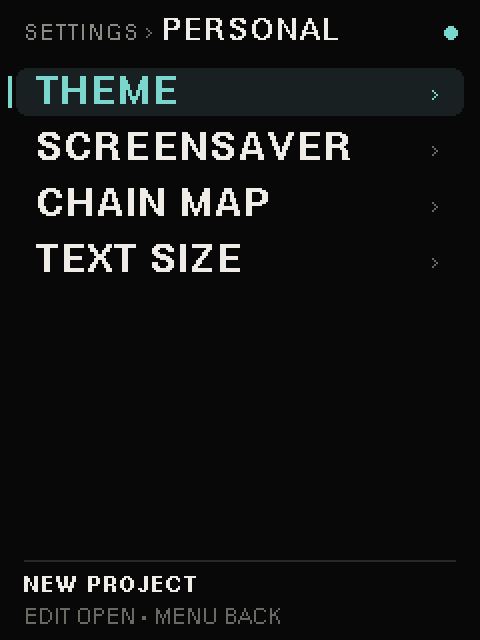 SETTINGS › PERSONAL
THEME ›
SCREENSAVER ›
CHAIN MAP ›
TEXT SIZE ›
NEW PROJECT
EDIT OPEN • MENU BACK